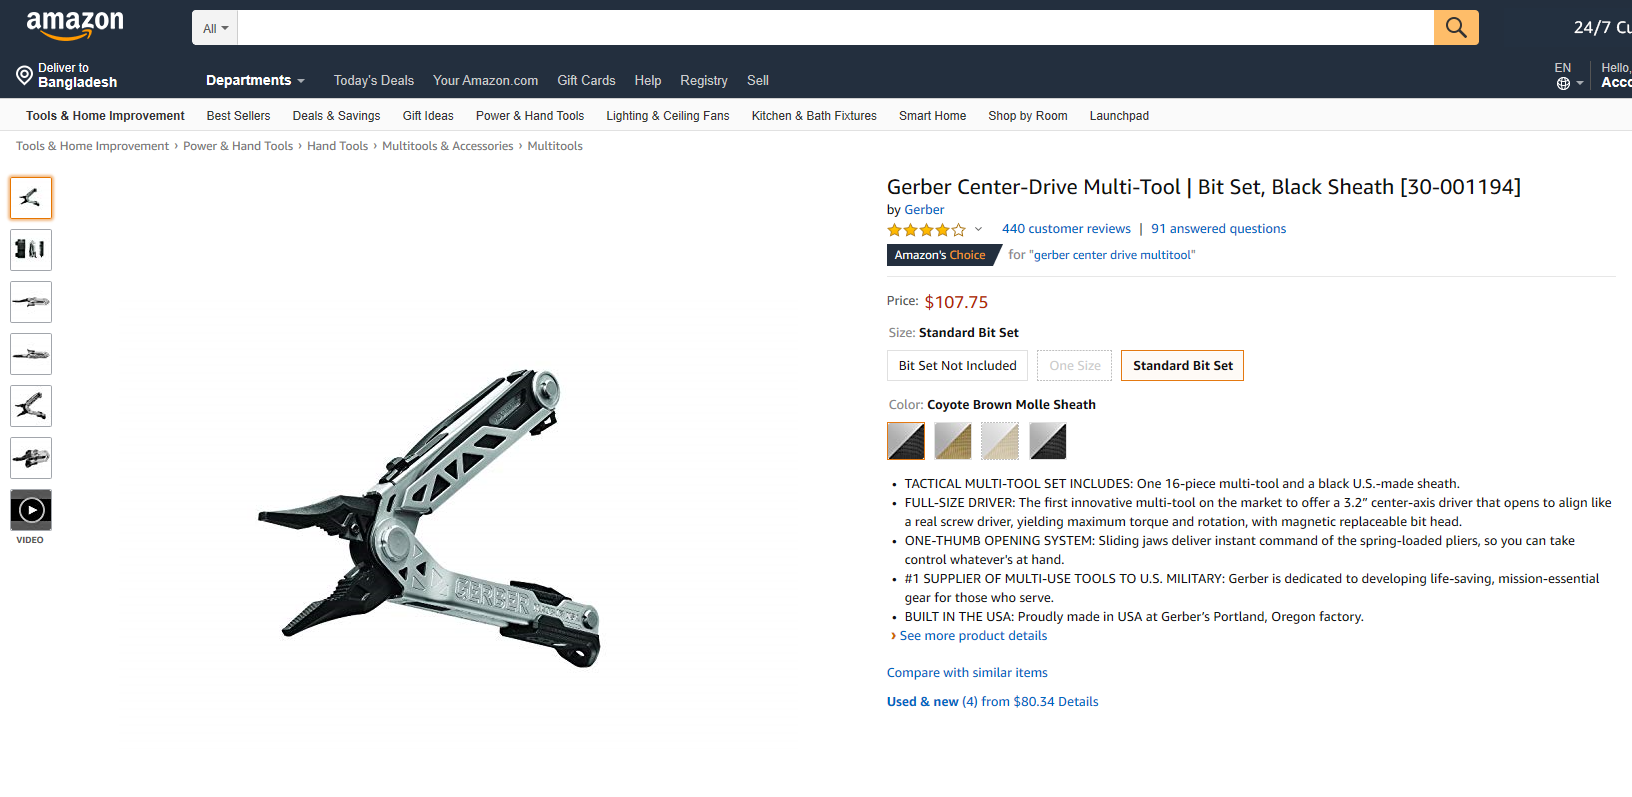 amazon
All
24/7 Cu
Deliver to
Bangladesh
Departments
Today's Deals
Your Amazon.com
Gift Cards
Help
Registry
Sell
EN
Hello,
Acco
Tools & Home Improvement
Best Sellers
Deals & Savings
Gift Ideas
Power & Hand Tools
Lighting & Ceiling Fans
Kitchen & Bath Fixtures
Smart Home
Shop by Room
Launchpad
Tools & Home Improvement › Power & Hand Tools › Hand Tools › Multitools & Accessories › Multitools
VIDEO
GERBER
Gerber Center-Drive Multi-Tool | Bit Set, Black Sheath [30-001194]
by Gerber
440 customer reviews | 91 answered questions
Amazon's Choice for "gerber center drive multitool"
Price: $107.75
Size: Standard Bit Set
Bit Set Not Included
One Size
Standard Bit Set
Color: Coyote Brown Molle Sheath
• TACTICAL MULTI-TOOL SET INCLUDES: One 16-piece multi-tool and a black U.S.-made sheath.
• FULL-SIZE DRIVER: The first innovative multi-tool on the market to offer a 3.2” center-axis driver that opens to align like
a real screw driver, yielding maximum torque and rotation, with magnetic replaceable bit head.
• ONE-THUMB OPENING SYSTEM: Sliding jaws deliver instant command of the spring-loaded pliers, so you can take
control whatever's at hand.
• #1 SUPPLIER OF MULTI-USE TOOLS TO U.S. MILITARY: Gerber is dedicated to developing life-saving, mission-essential
gear for those who serve.
• BUILT IN THE USA: Proudly made in USA at Gerber’s Portland, Oregon factory.
› See more product details
Compare with similar items
Used & new (4) from $80.34 Details